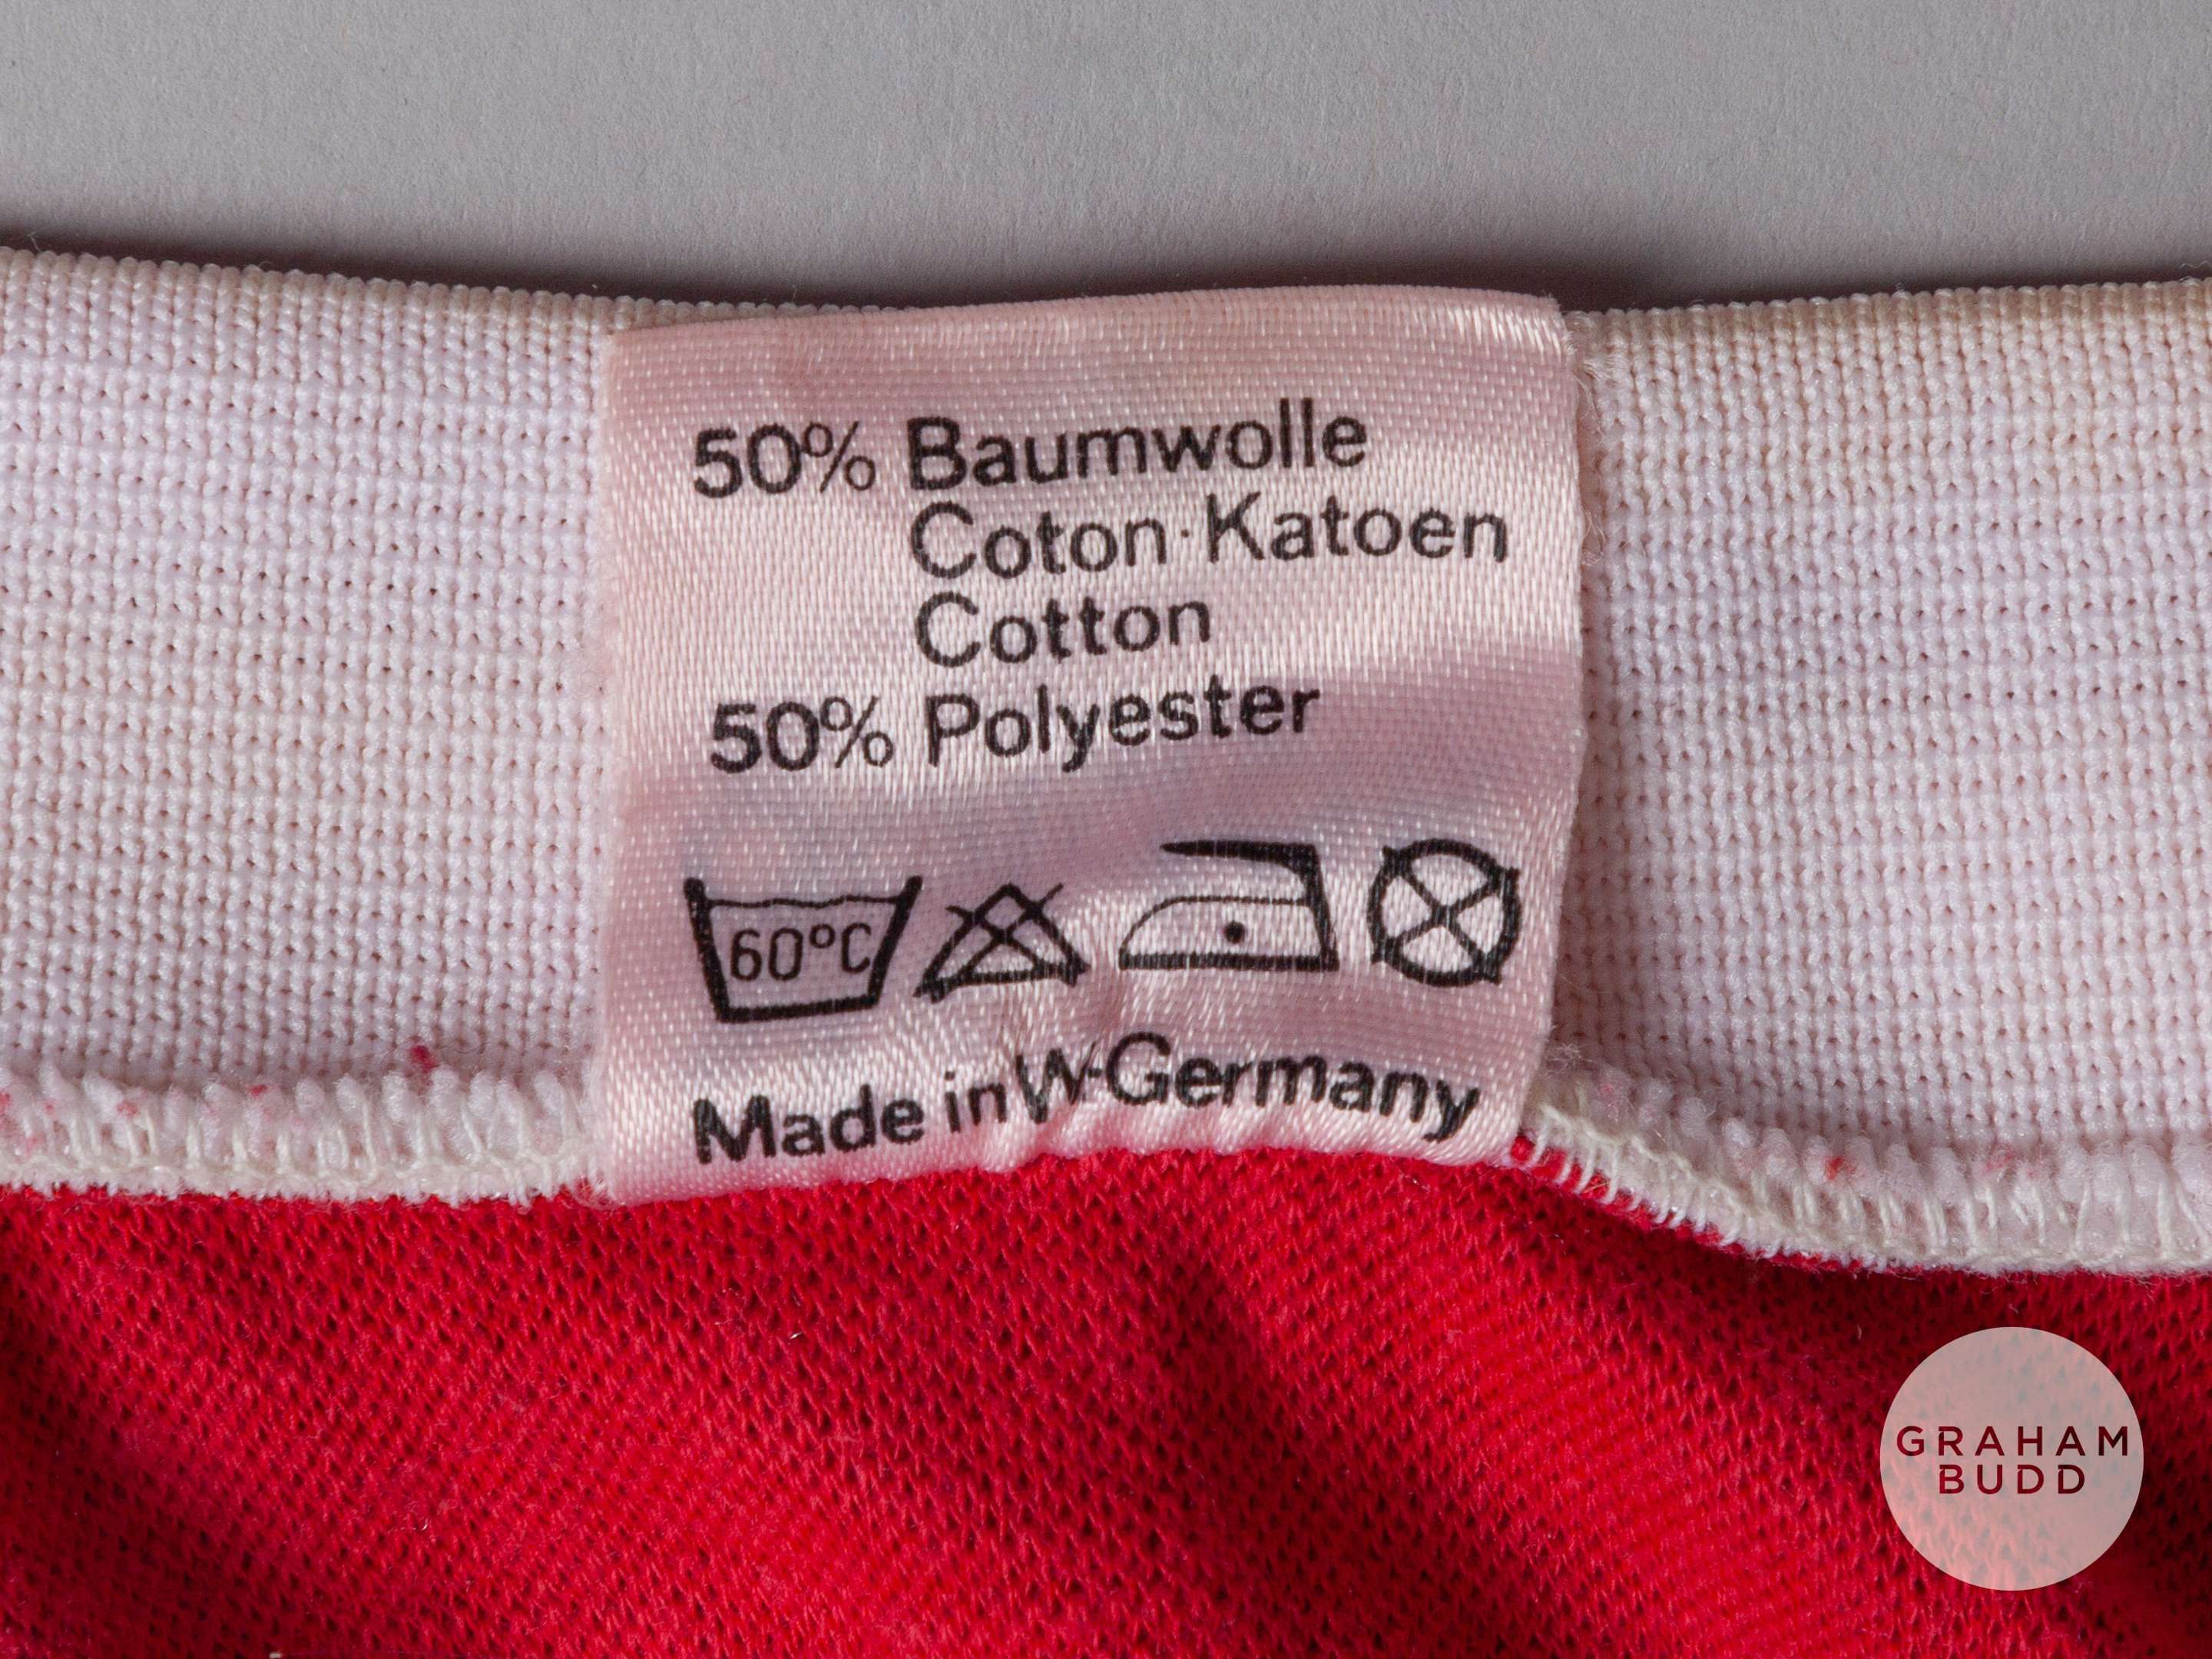 50% Baumwolle
Coton·Katoen
Cotton
50% Polyester
60°C
Made in W-Germany
GRAHAM
BUDD